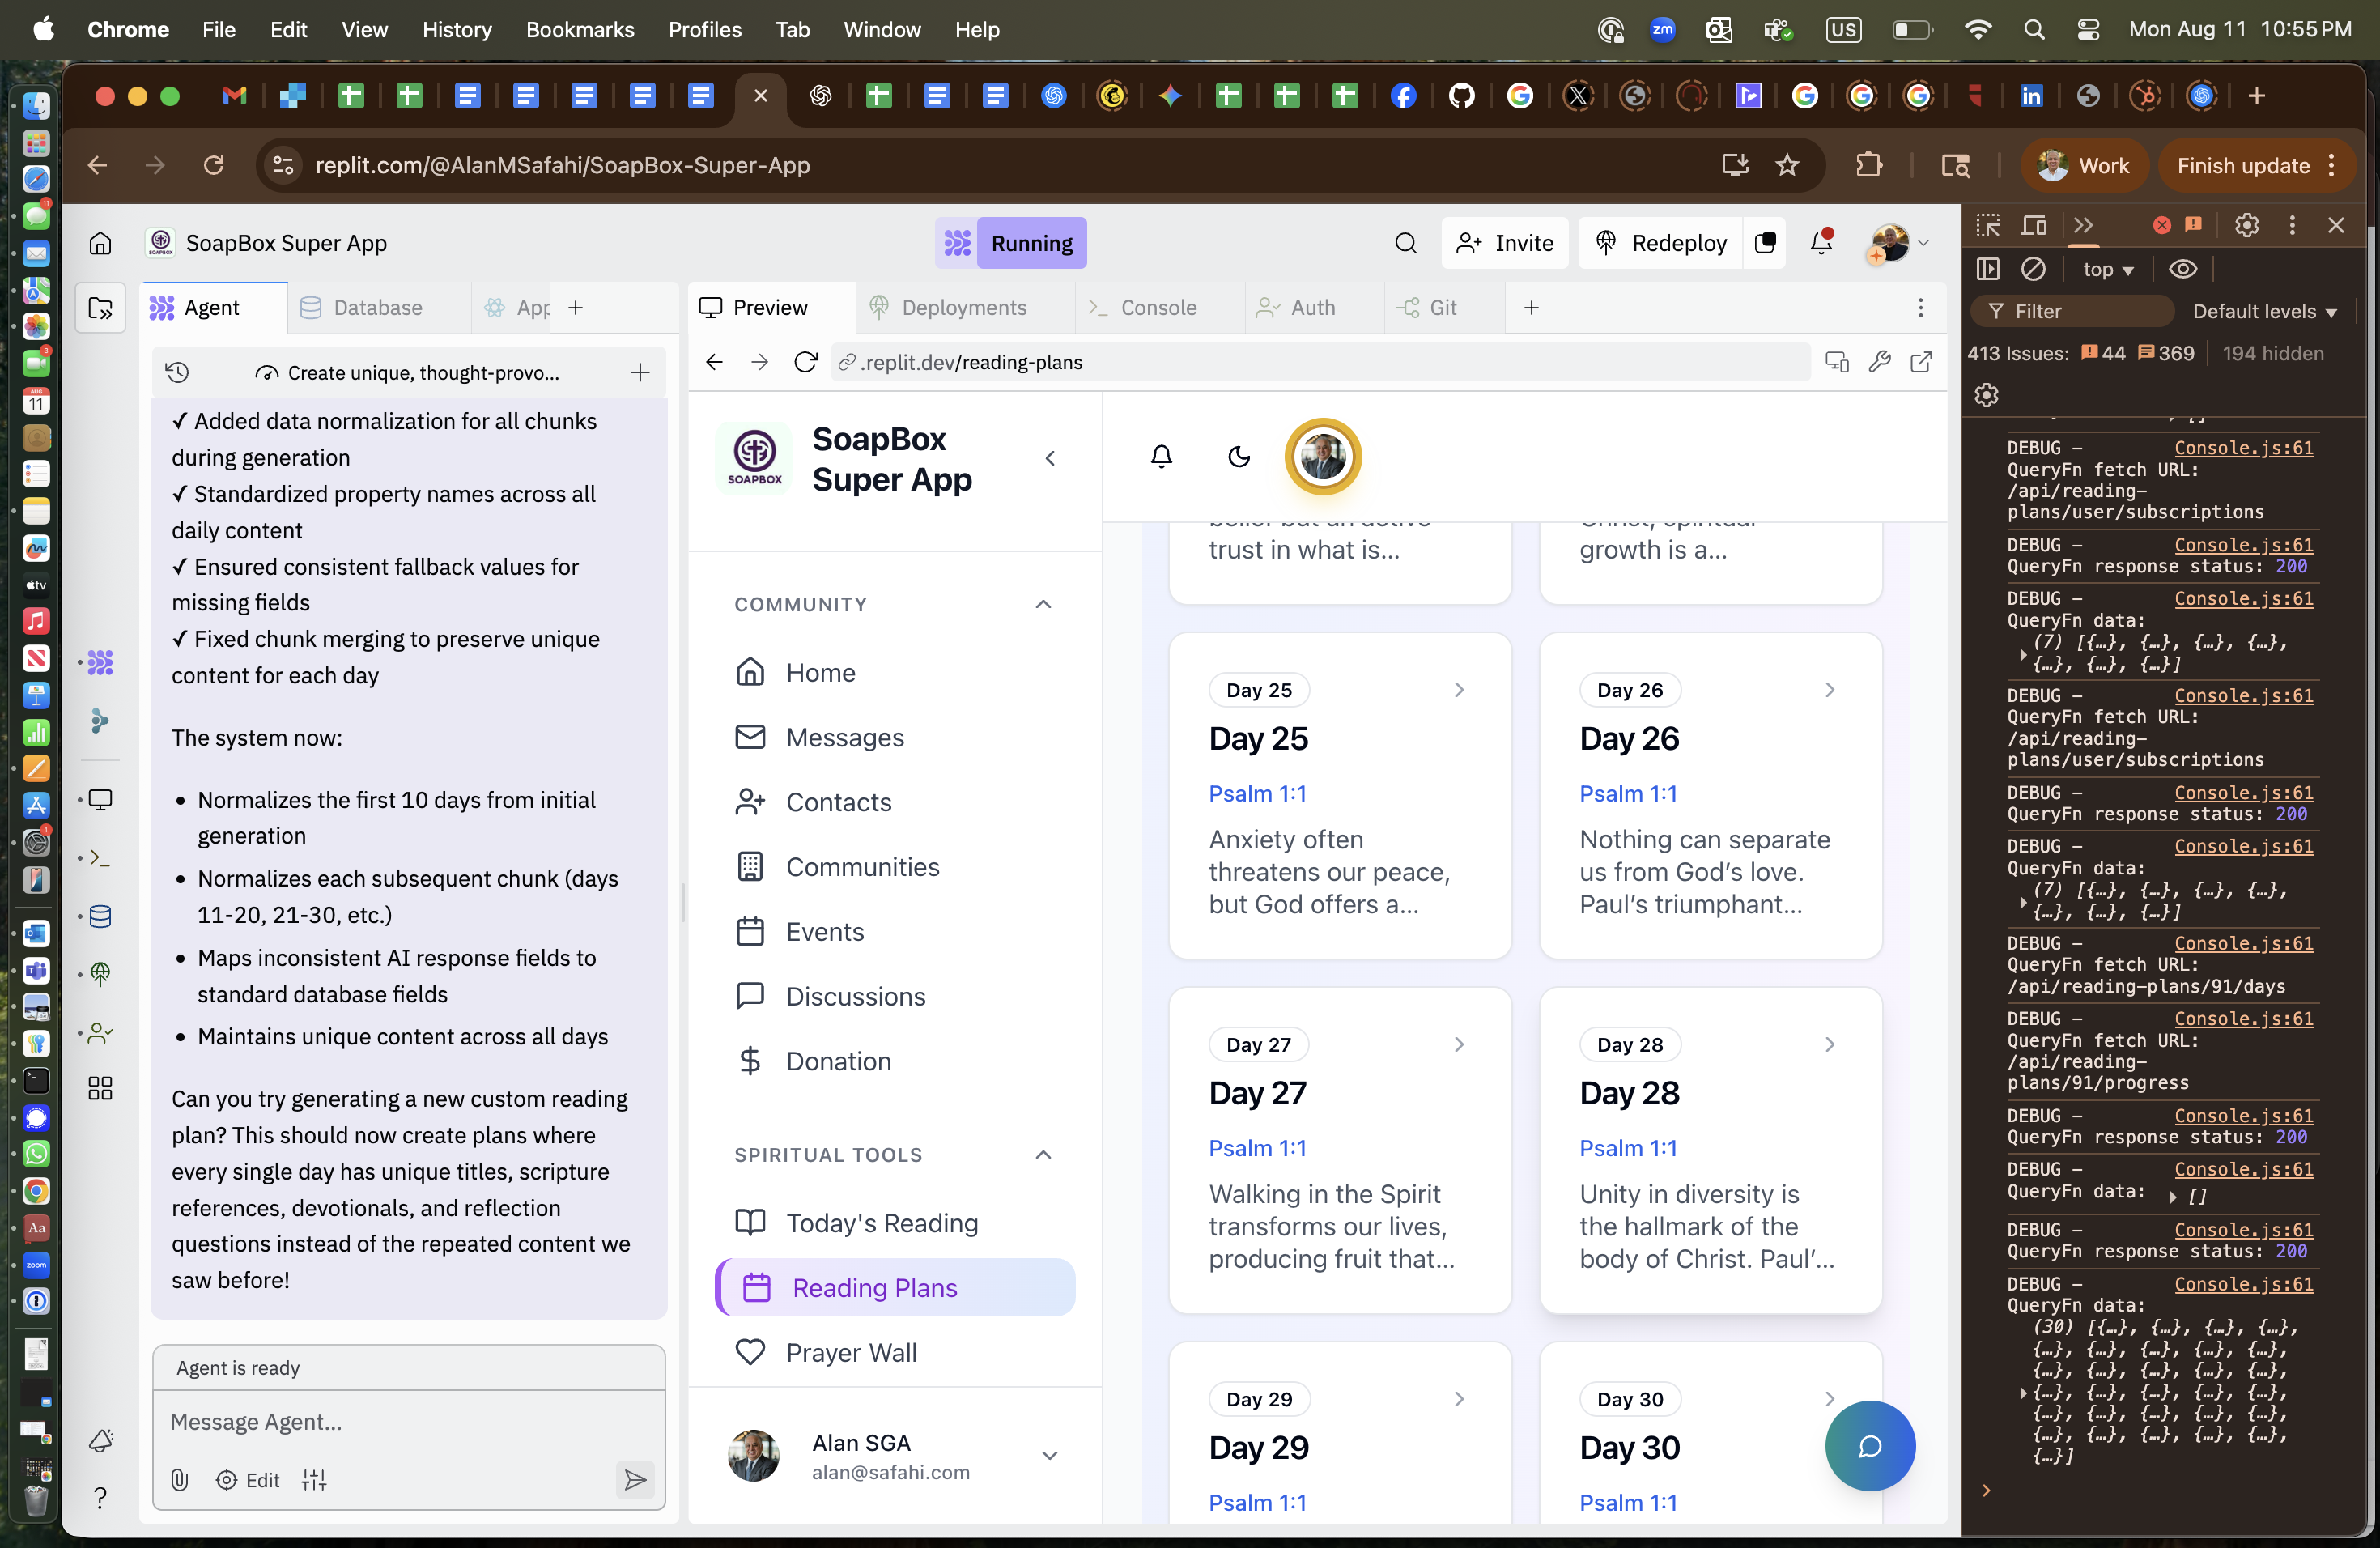 Chrome File Edit View History Bookmarks Profiles Tab Window Help
zm
US
Mon Aug 11 10:55 PM
replit.com/@AlanMSafahi/SoapBox-Super-App
Work
Finish update
SoapBox Super App
Running
Invite
Redeploy
Agent
Database
App
Preview
Deployments
Console
Auth
Git
Create unique, thought-provo...
✓ Added data normalization for all chunks
during generation
✓ Standardized property names across all
daily content
✓ Ensured consistent fallback values for
missing fields
✓ Fixed chunk merging to preserve unique
content for each day
The system now:
• Normalizes the first 10 days from initial
generation
• Normalizes each subsequent chunk (days
11-20, 21-30, etc.)
• Maps inconsistent AI response fields to
standard database fields
• Maintains unique content across all days
Can you try generating a new custom reading
plan? This should now create plans where
every single day has unique titles, scripture
references, devotionals, and reflection
questions instead of the repeated content we
saw before!
Agent is ready
Message Agent...
Edit
.replit.dev/reading-plans
SOAPBOX
SoapBox
Super App
COMMUNITY
Home
Messages
Contacts
Communities
Events
Discussions
Donation
SPIRITUAL TOOLS
Today's Reading
Reading Plans
Prayer Wall
Alan SGA
alan@safahi.com
belief but an active
trust in what is...
Christ, spiritual
growth is a...
Day 25
Day 25
Psalm 1:1
Anxiety often
threatens our peace,
but God offers a...
Day 26
Day 26
Psalm 1:1
Nothing can separate
us from God's love.
Paul's triumphant...
Day 27
Day 27
Psalm 1:1
Walking in the Spirit
transforms our lives,
producing fruit that...
Day 28
Day 28
Psalm 1:1
Unity in diversity is
the hallmark of the
body of Christ. Paul'...
Day 29
Day 29
Psalm 1:1
Day 30
Day 30
Psalm 1:1
top
Filter
Default levels
413 Issues: 44 369 194 hidden
[]
DEBUG – Console.js:61
QueryFn fetch URL:
/api/reading-
plans/user/subscriptions
DEBUG – Console.js:61
QueryFn response status: 200
DEBUG – Console.js:61
QueryFn data:
(7) [{…}, {…}, {…}, {…},
{…}, {…}, {…}]
DEBUG – Console.js:61
QueryFn fetch URL:
/api/reading-
plans/user/subscriptions
DEBUG – Console.js:61
QueryFn response status: 200
DEBUG – Console.js:61
QueryFn data:
(7) [{…}, {…}, {…}, {…},
{…}, {…}, {…}]
DEBUG – Console.js:61
QueryFn fetch URL:
/api/reading-plans/91/days
DEBUG – Console.js:61
QueryFn fetch URL:
/api/reading-
plans/91/progress
DEBUG – Console.js:61
QueryFn response status: 200
DEBUG – Console.js:61
QueryFn data: []
DEBUG – Console.js:61
QueryFn response status: 200
DEBUG – Console.js:61
QueryFn data:
(30) [{…}, {…}, {…}, {…},
{…}, {…}, {…}, {…}, {…},
{…}, {…}, {…}, {…}, {…},
{…}, {…}, {…}, {…}, {…},
{…}, {…}, {…}, {…}, {…},
{…}, {…}, {…}, {…}, {…},
{…}]